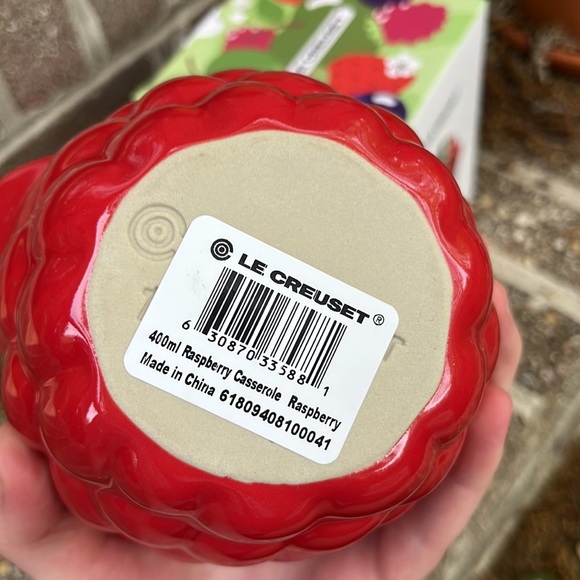 LE CREUSET®
6 30870 33588 1
400ml Raspberry Casserole Raspberry
Made in China 61809408100041